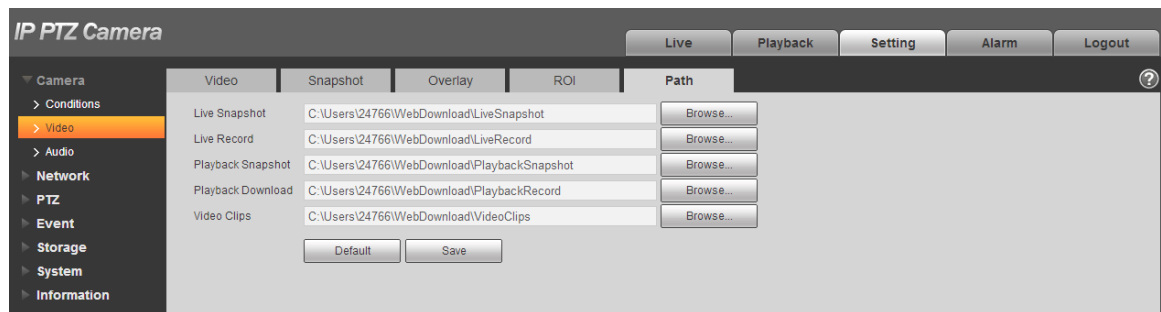 IP PTZ Camera
Live Playback Setting Alarm Logout
Camera
Conditions
Video
Audio
Network
PTZ
Event
Storage
System
Information
Video Snapshot Overlay ROI Path ?
Live Snapshot C:\Users\24766\WebDownload\LiveSnapshot Browse...
Live Record C:\Users\24766\WebDownload\LiveRecord Browse...
Playback Snapshot C:\Users\24766\WebDownload\PlaybackSnapshot Browse...
Playback Download C:\Users\24766\WebDownload\PlaybackRecord Browse...
Video Clips C:\Users\24766\WebDownload\VideoClips Browse...
Default Save